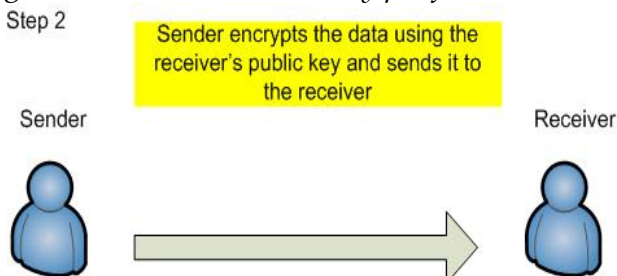 Step 2
Sender encrypts the data using the
receiver's public key and sends it to
the receiver
Sender
Receiver